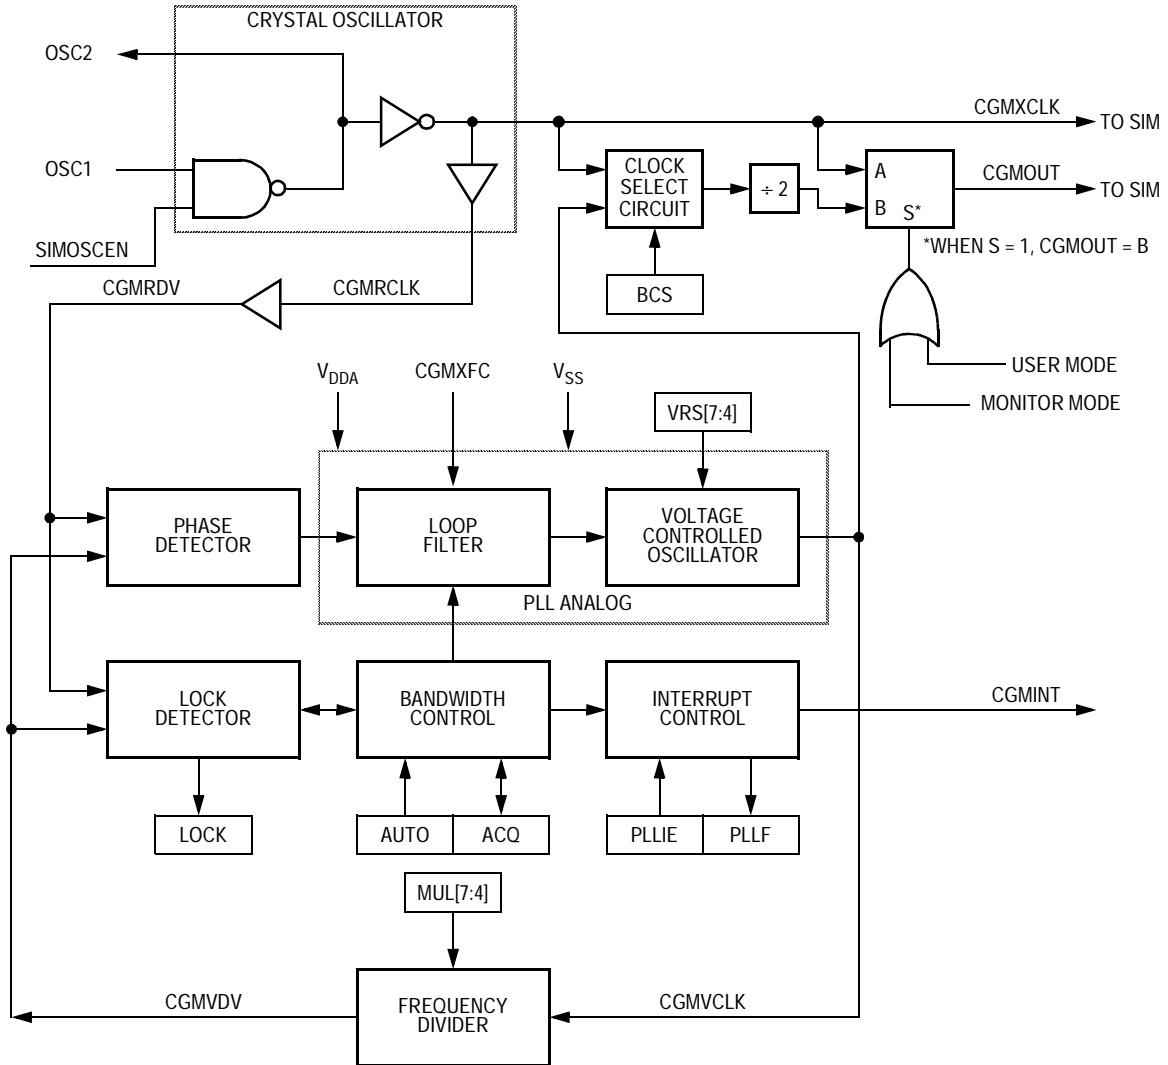 CRYSTAL OSCILLATOR
OSC2
CGMXCLK
TO SIM
OSC1
CLOCK
SELECT
CIRCUIT
÷ 2
A
B
S*
CGMOUT
TO SIM
*WHEN S = 1, CGMOUT = B
SIMOSCEN
CGMRDV
CGMRCLK
BCS
USER MODE
MONITOR MODE
VDDA
CGMXFC
VSS
VRS[7:4]
PHASE
DETECTOR
LOOP
FILTER
VOLTAGE
CONTROLLED
OSCILLATOR
PLL ANALOG
LOCK
DETECTOR
BANDWIDTH
CONTROL
INTERRUPT
CONTROL
CGMINT
LOCK
AUTO
ACQ
PLLIE
PLLF
MUL[7:4]
CGMVDV
FREQUENCY
DIVIDER
CGMVCLK